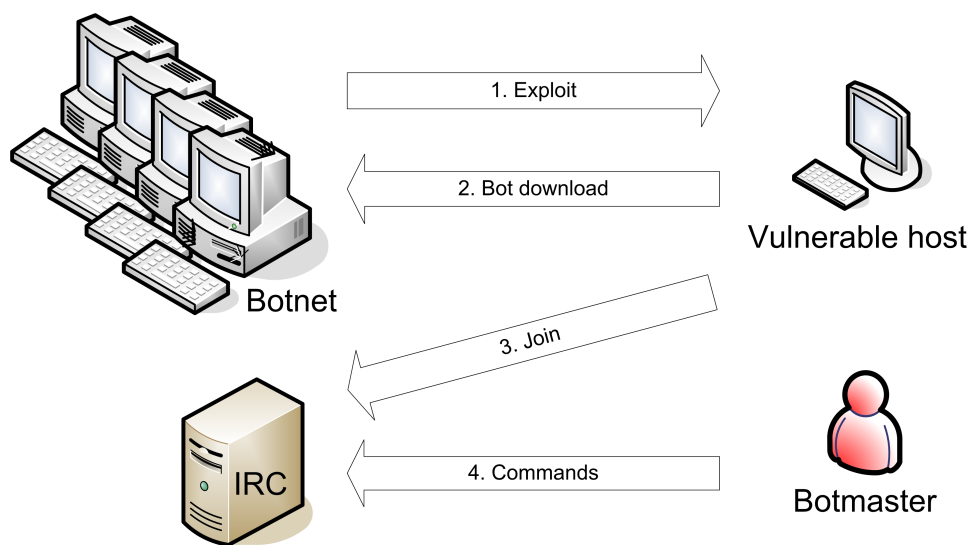 1. Exploit
2. Bot download
Vulnerable host
Botnet
3. Join
IRC
4. Commands
Botmaster